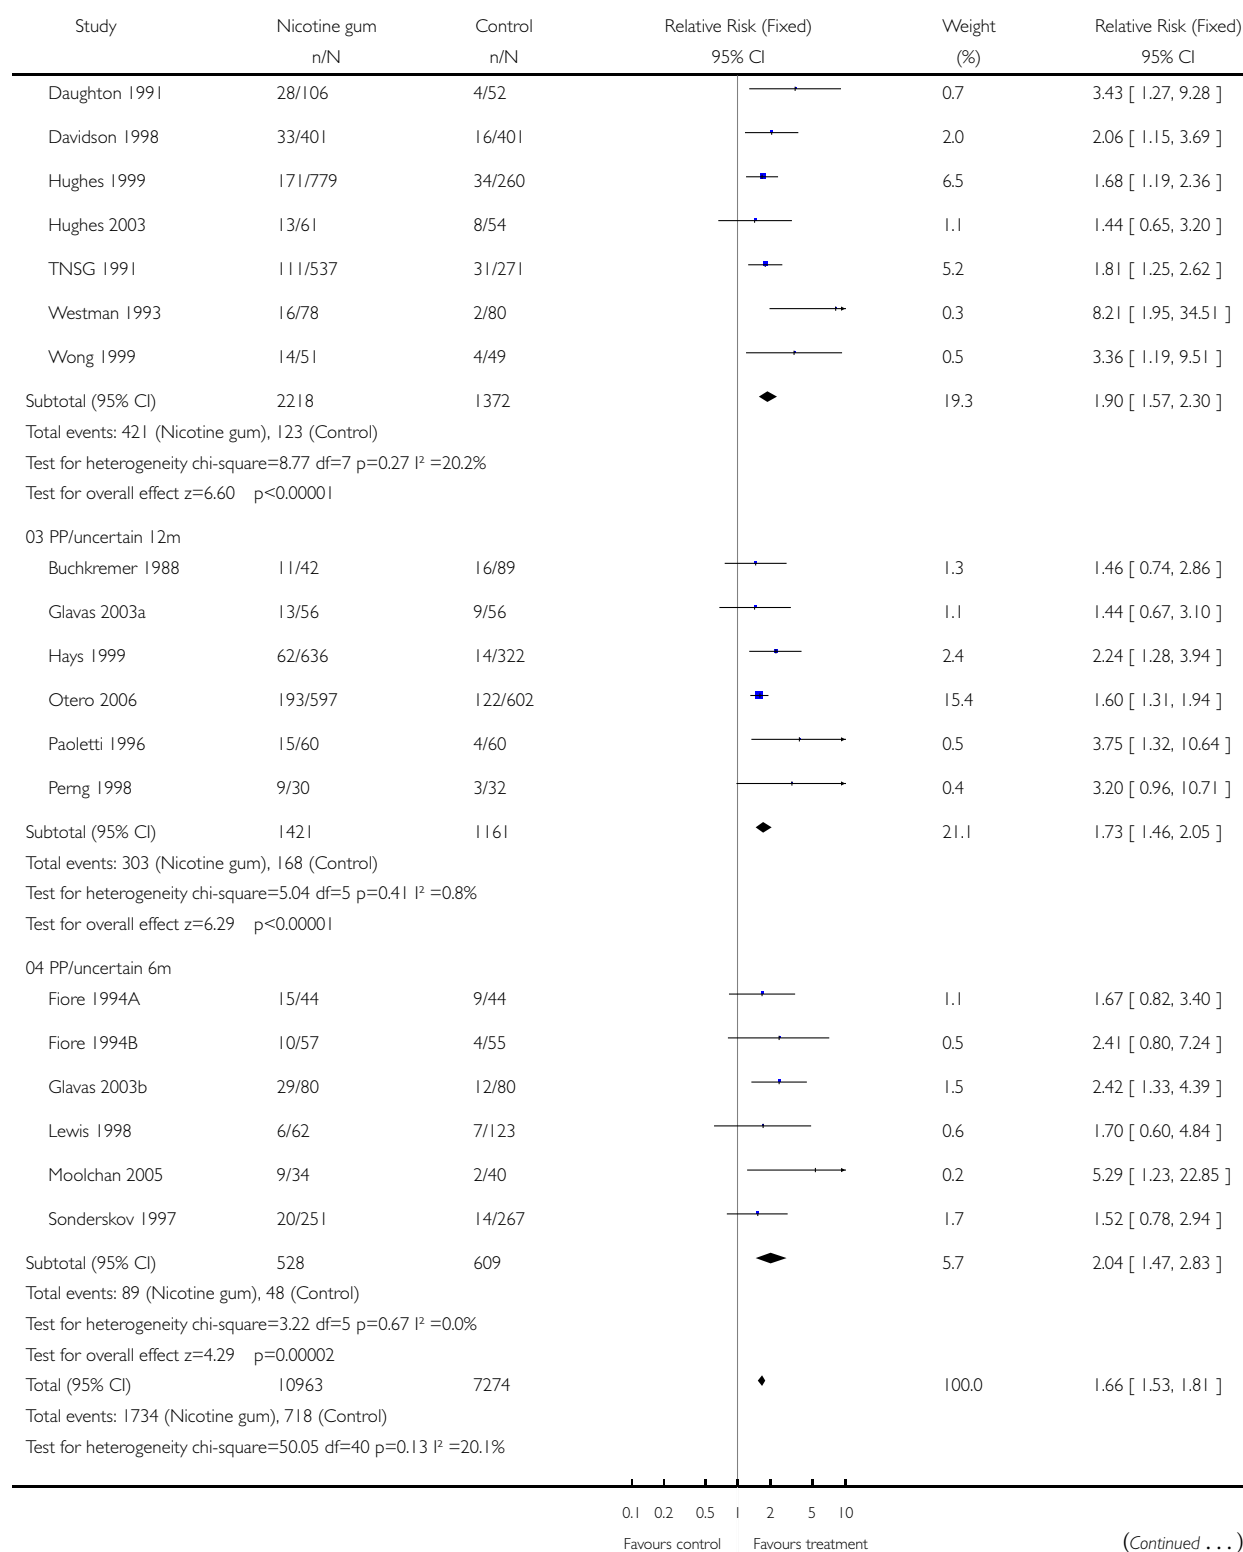 Study Nicotine gum Control Relative Risk (Fixed) Weight Relative Risk (Fixed)
n/N n/N 95% CI (%) 95% CI
Daughton 1991 28/106 4/52 0.7 3.43 [ 1.27, 9.28 ]
Davidson 1998 33/401 16/401 2.0 2.06 [ 1.15, 3.69 ]
Hughes 1999 171/779 34/260 6.5 1.68 [ 1.19, 2.36 ]
Hughes 2003 13/61 8/54 1.1 1.44 [ 0.65, 3.20 ]
TNSG 1991 111/537 31/271 5.2 1.81 [ 1.25, 2.62 ]
Westman 1993 16/78 2/80 0.3 8.21 [ 1.95, 34.51 ]
Wong 1999 14/51 4/49 0.5 3.36 [ 1.19, 9.51 ]
Subtotal (95% CI) 2218 1372 19.3 1.90 [ 1.57, 2.30 ]
Total events: 421 (Nicotine gum), 123 (Control)
Test for heterogeneity chi-square=8.77 df=7 p=0.27 I² =20.2%
Test for overall effect z=6.60 p<0.00001
03 PP/uncertain 12m
Buchkremer 1988 11/42 16/89 1.3 1.46 [ 0.74, 2.86 ]
Glavas 2003a 13/56 9/56 1.1 1.44 [ 0.67, 3.10 ]
Hays 1999 62/636 14/322 2.4 2.24 [ 1.28, 3.94 ]
Otero 2006 193/597 122/602 15.4 1.60 [ 1.31, 1.94 ]
Paoletti 1996 15/60 4/60 0.5 3.75 [ 1.32, 10.64 ]
Perng 1998 9/30 3/32 0.4 3.20 [ 0.96, 10.71 ]
Subtotal (95% CI) 1421 1161 21.1 1.73 [ 1.46, 2.05 ]
Total events: 303 (Nicotine gum), 168 (Control)
Test for heterogeneity chi-square=5.04 df=5 p=0.41 I² =0.8%
Test for overall effect z=6.29 p<0.00001
04 PP/uncertain 6m
Fiore 1994A 15/44 9/44 1.1 1.67 [ 0.82, 3.40 ]
Fiore 1994B 10/57 4/55 0.5 2.41 [ 0.80, 7.24 ]
Glavas 2003b 29/80 12/80 1.5 2.42 [ 1.33, 4.39 ]
Lewis 1998 6/62 7/123 0.6 1.70 [ 0.60, 4.84 ]
Moolchan 2005 9/34 2/40 0.2 5.29 [ 1.23, 22.85 ]
Sonderskov 1997 20/251 14/267 1.7 1.52 [ 0.78, 2.94 ]
Subtotal (95% CI) 528 609 5.7 2.04 [ 1.47, 2.83 ]
Total events: 89 (Nicotine gum), 48 (Control)
Test for heterogeneity chi-square=3.22 df=5 p=0.67 I² =0.0%
Test for overall effect z=4.29 p=0.00002
Total (95% CI) 10963 7274 100.0 1.66 [ 1.53, 1.81 ]
Total events: 1734 (Nicotine gum), 718 (Control)
Test for heterogeneity chi-square=50.05 df=40 p=0.13 I² =20.1%
0.1 0.2 0.5 1 2 5 10
Favours control Favours treatment (Continued . . . )